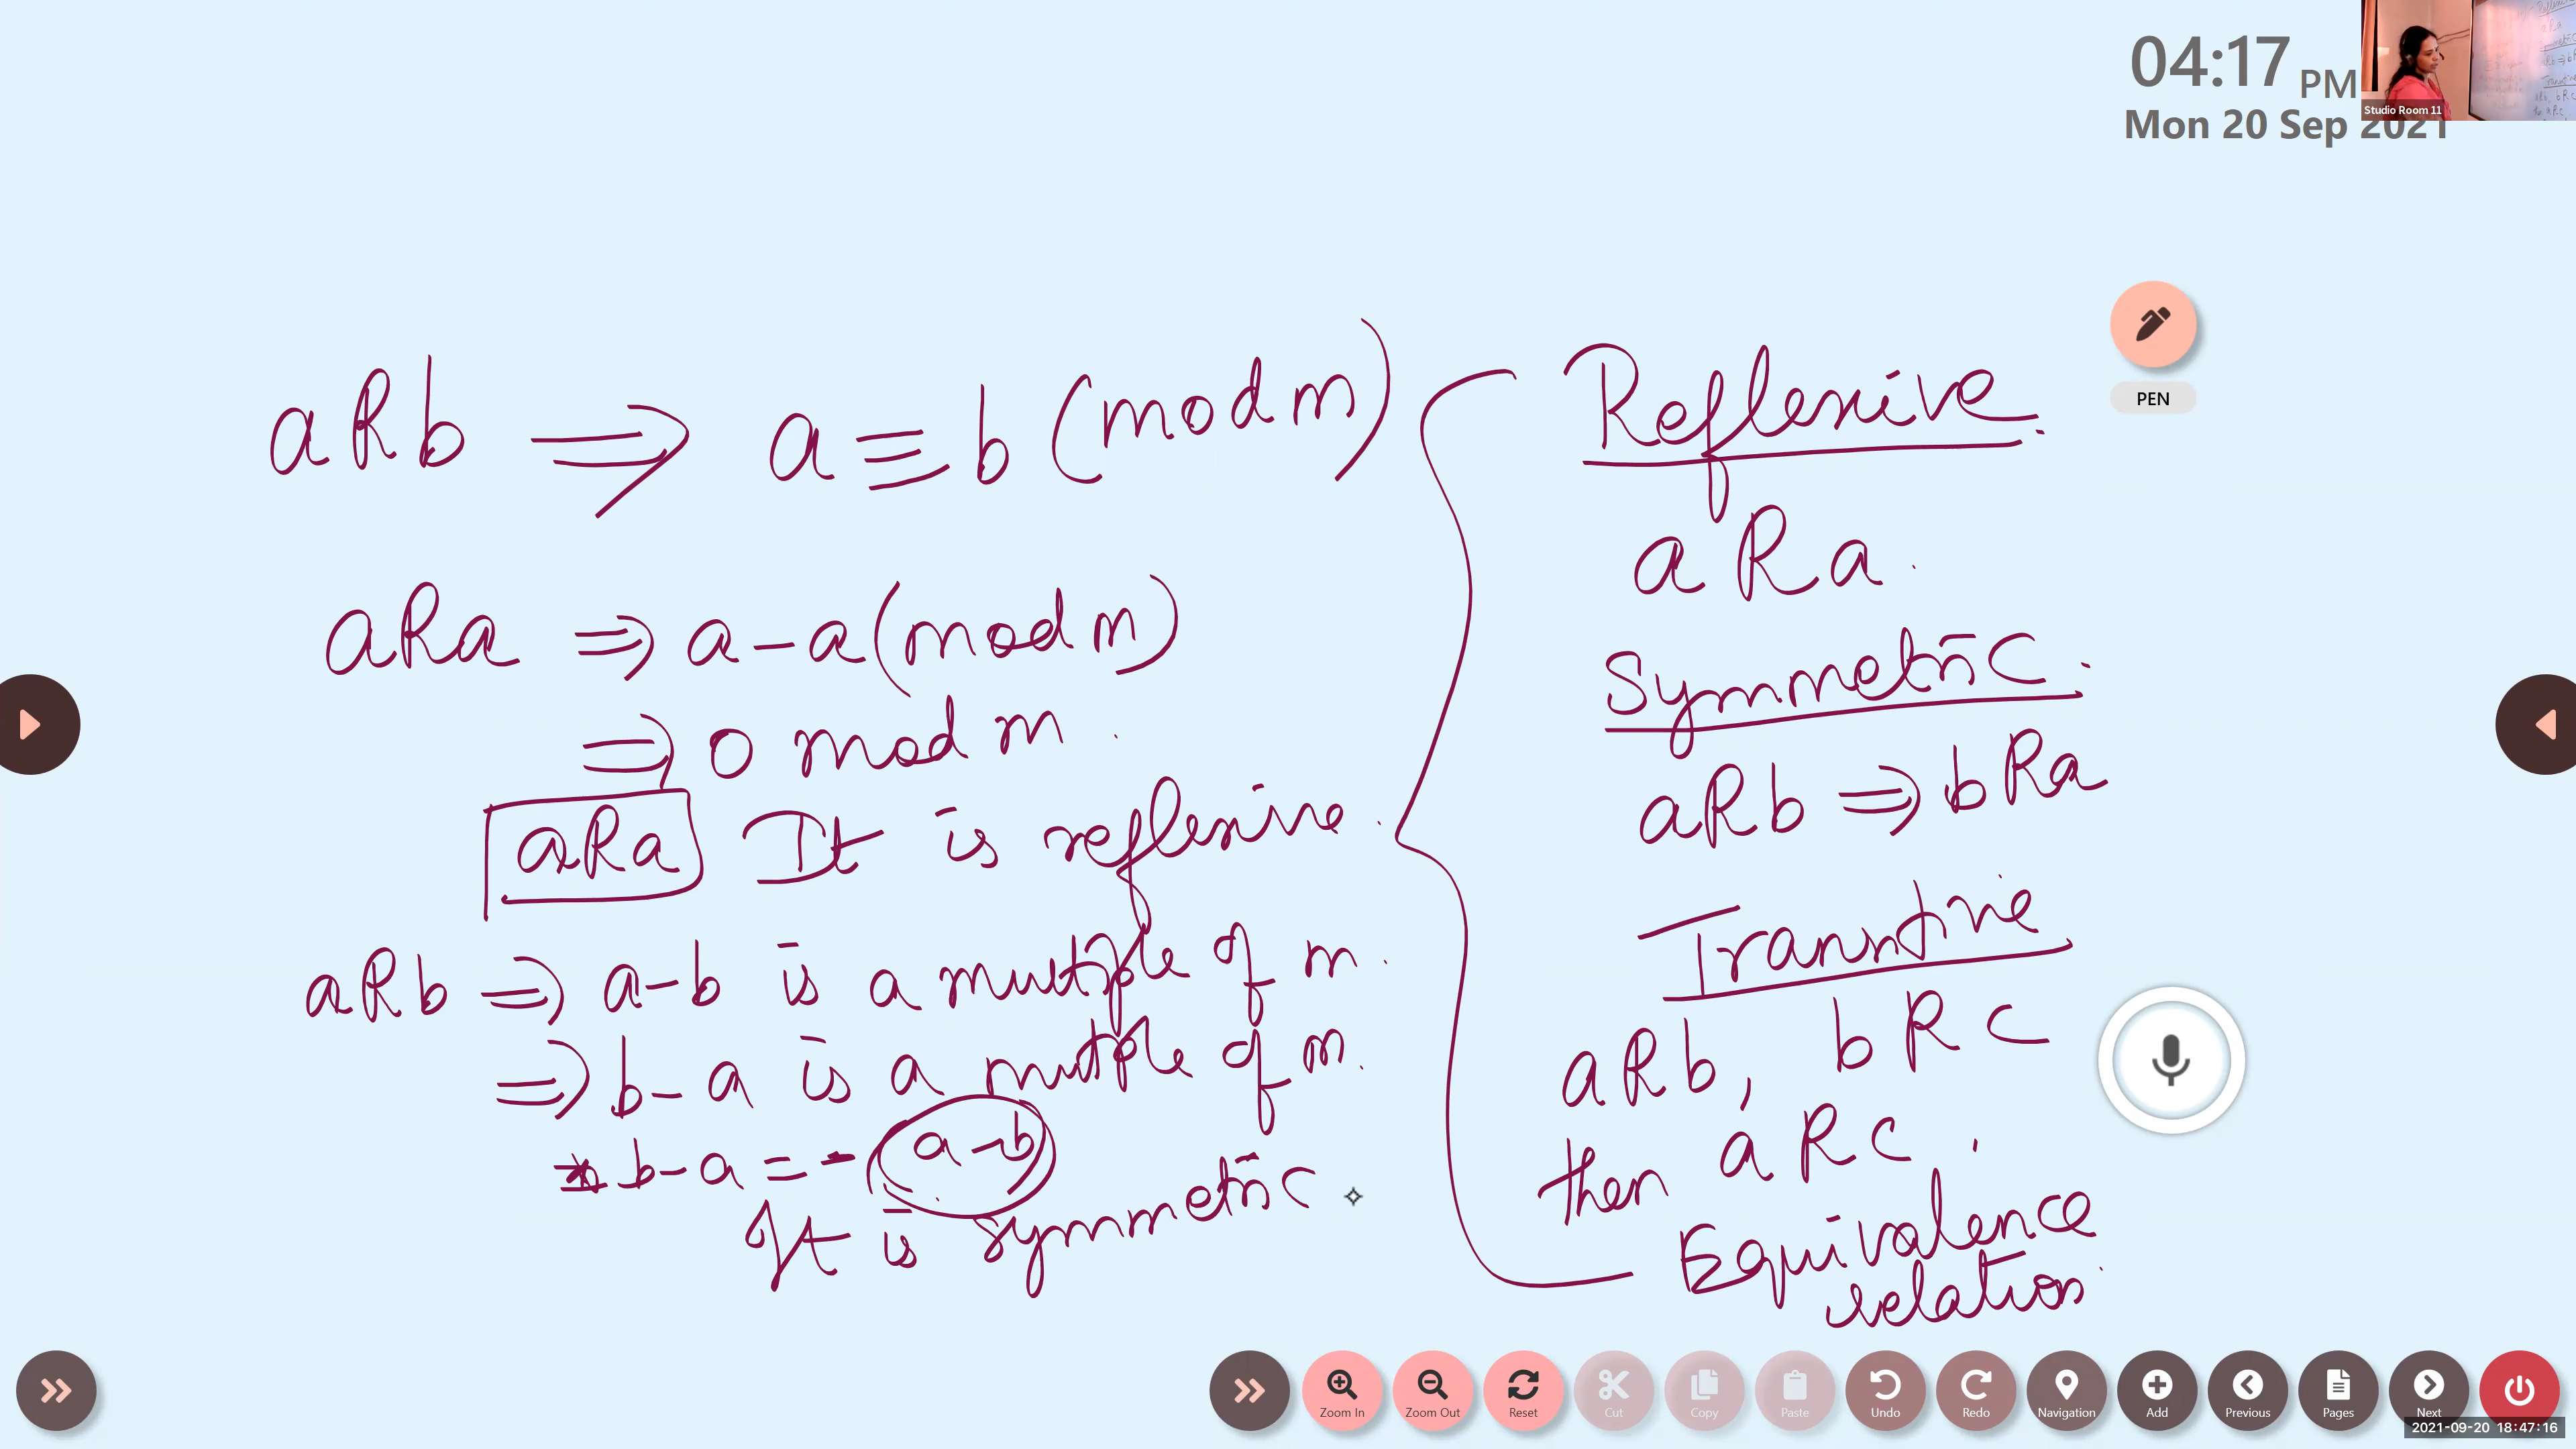 04:17 PM
Mon 20 Sep 2021
Studio Room 11
PEN
aRb ⟹ a ≡ b (mod m)
aRa ⟹ a - a (mod m)
⟹ 0 mod m.
aRa It is reflexive.
aRb ⟹ a-b is a multiple of m.
⟹ b-a is a multiple of m.
* b-a = -(a-b)
It is symmetric.
Reflexive.
aRa.
Symmetric.
aRb ⟹ bRa
Transitive
aRb, bRc
then aRc.
Equivalence
relation.
Zoom In
Zoom Out
Reset
Cut
Copy
Paste
Undo
Redo
Navigation
Add
Previous
Pages
Next
2021-09-20 18:47:16